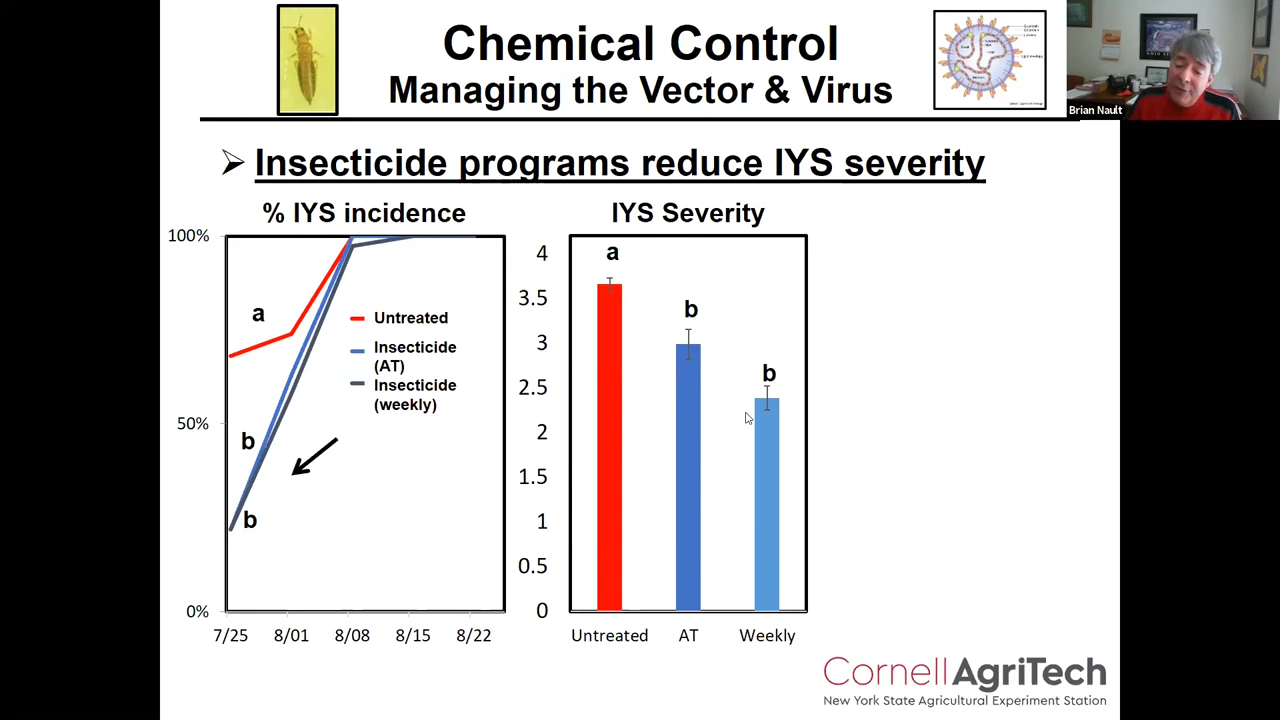 Chemical Control
Managing the Vector & Virus
Brian Nault
➢ Insecticide programs reduce IYS severity
% IYS incidence
100%
50%
0%
a
b
b
Untreated
Insecticide
(AT)
Insecticide
(weekly)
7/25 8/01 8/08 8/15 8/22
IYS Severity
4
3.5
3
2.5
2
1.5
1
0.5
0
a
b
b
Untreated AT Weekly
CornellAgriTech
New York State Agricultural Experiment Station